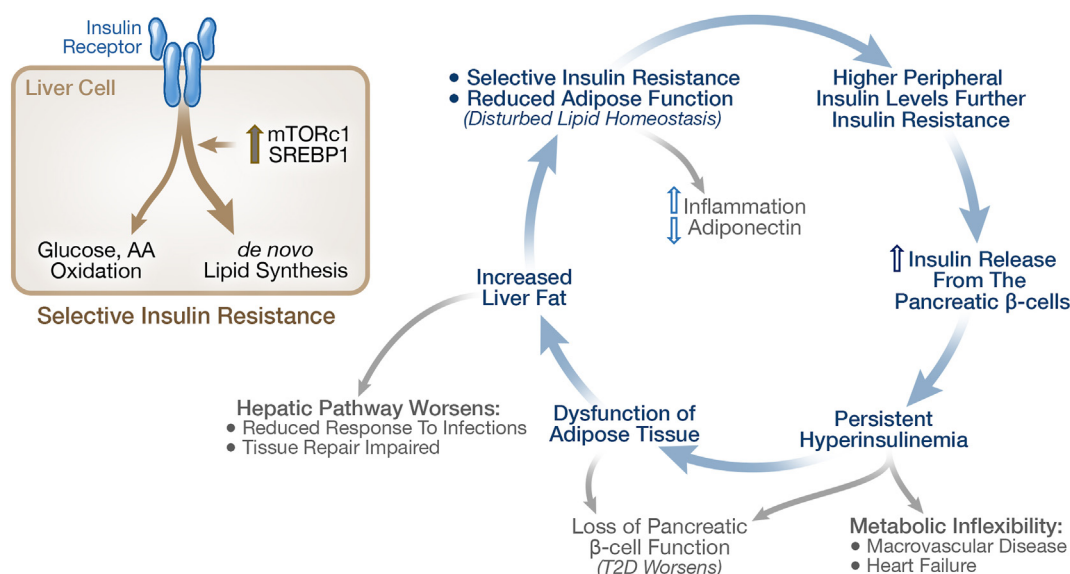 Insulin
Receptor
Liver Cell
mTORc1
SREBP1
Glucose, AA
Oxidation
de novo
Lipid Synthesis
Selective Insulin Resistance
• Selective Insulin Resistance
• Reduced Adipose Function
(Disturbed Lipid Homeostasis)
Higher Peripheral
Insulin Levels Further
Insulin Resistance
Inflammation
Adiponectin
Insulin Release
From The
Pancreatic β-cells
Increased
Liver Fat
Hepatic Pathway Worsens:
• Reduced Response To Infections
• Tissue Repair Impaired
Dysfunction of
Adipose Tissue
Persistent
Hyperinsulinemia
Loss of Pancreatic
β-cell Function
(T2D Worsens)
Metabolic Inflexibility:
• Macrovascular Disease
• Heart Failure